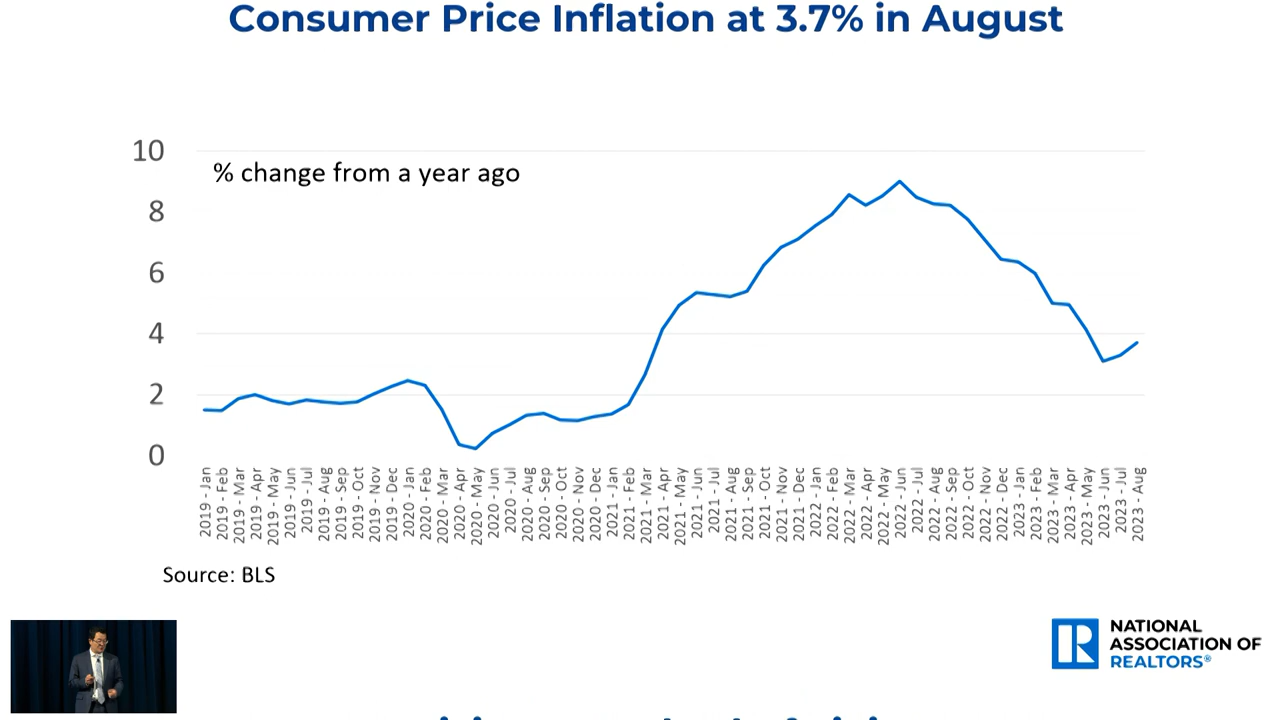 Consumer Price Inflation at 3.7% in August
10
% change from a year ago
8
6
4
2
0
2019 - Jan
2019 - Feb
2019 - Mar
2019 - Apr
2019 - May
2019 - Jun
2019 - Jul
2019 - Aug
2019 - Sep
2019 - Oct
2019 - Nov
2019 - Dec
2020 - Jan
2020 - Feb
2020 - Mar
2020 - Apr
2020 - May
2020 - Jun
2020 - Jul
2020 - Aug
2020 - Sep
2020 - Oct
2020 - Nov
2020 - Dec
2021 - Jan
2021 - Feb
2021 - Mar
2021 - Apr
2021 - May
2021 - Jun
2021 - Jul
2021 - Aug
2021 - Sep
2021 - Oct
2021 - Nov
2021 - Dec
2022 - Jan
2022 - Feb
2022 - Mar
2022 - Apr
2022 - May
2022 - Jun
2022 - Jul
2022 - Aug
2022 - Sep
2022 - Oct
2022 - Nov
2022 - Dec
2023 - Jan
2023 - Feb
2023 - Mar
2023 - Apr
2023 - May
2023 - Jun
2023 - Jul
2023 - Aug
Source: BLS
R
NATIONAL
ASSOCIATION OF
REALTORS®